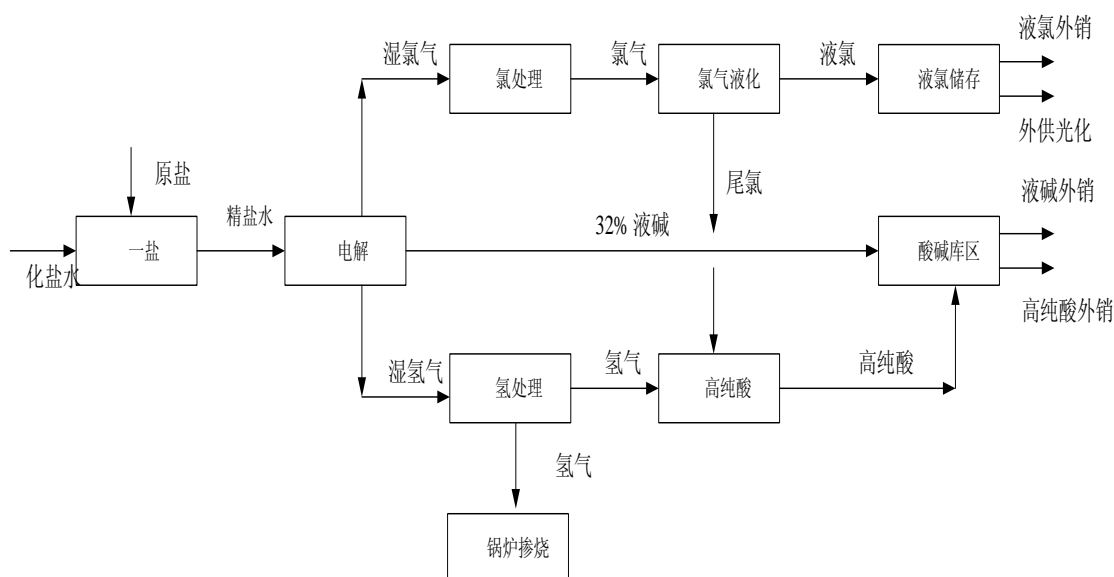 液氯外销
湿氯气
氯气
液氯
氯处理
氯气液化
液氯储存
外供光化
原盐
尾氯
液碱外销
精盐水
32% 液碱
一盐
电解
酸碱库区
化盐水
高纯酸外销
湿氢气
氢气
高纯酸
氢处理
高纯酸
氢气
锅炉掺烧